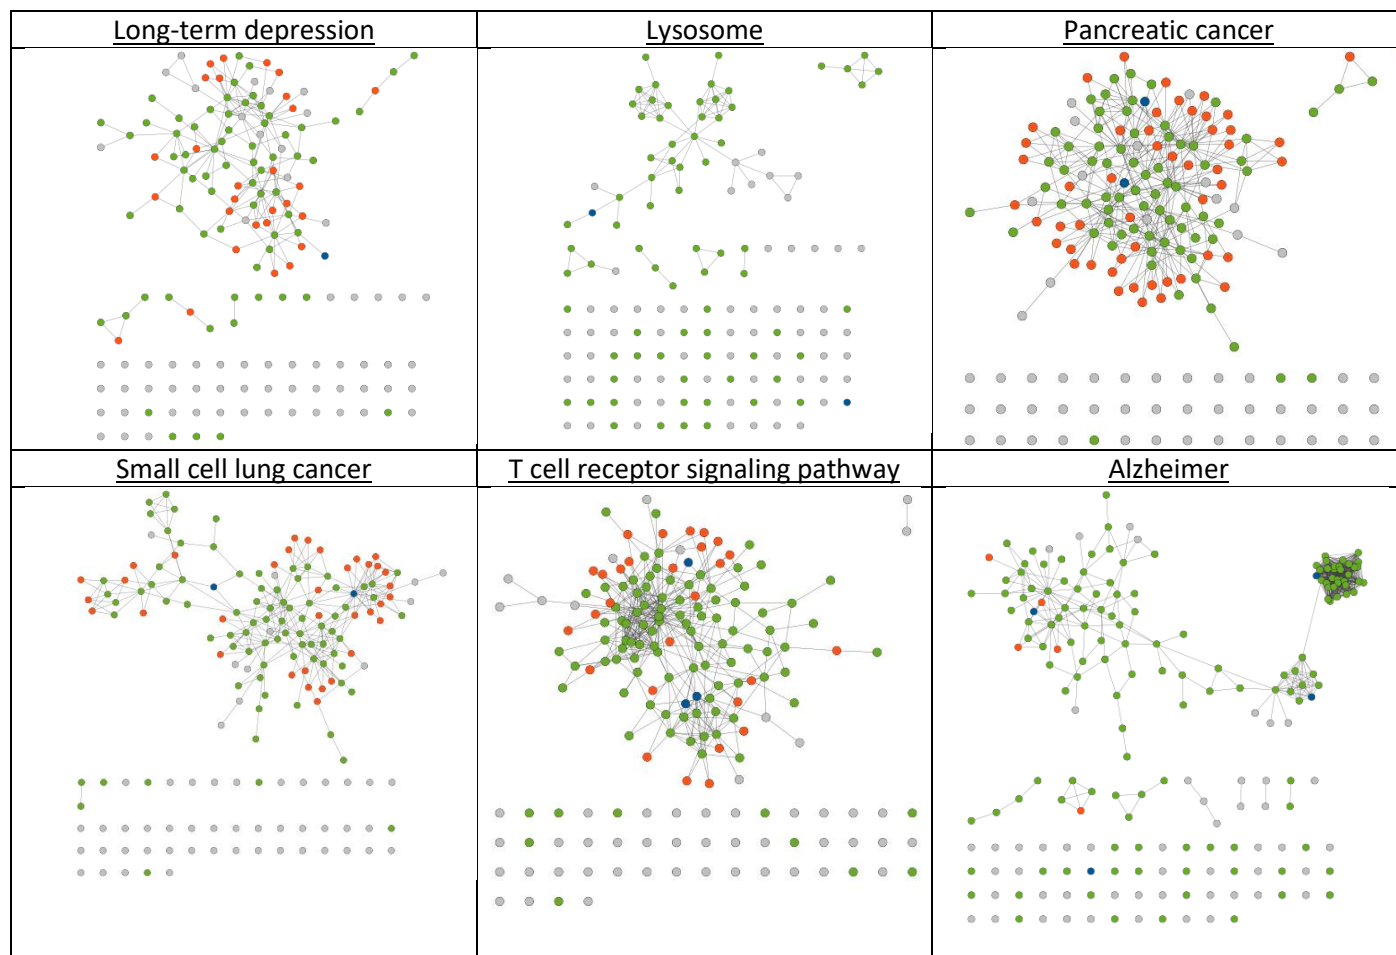 Long-term depression
Lysosome
Pancreatic cancer
Small cell lung cancer
T cell receptor signaling pathway
Alzheimer